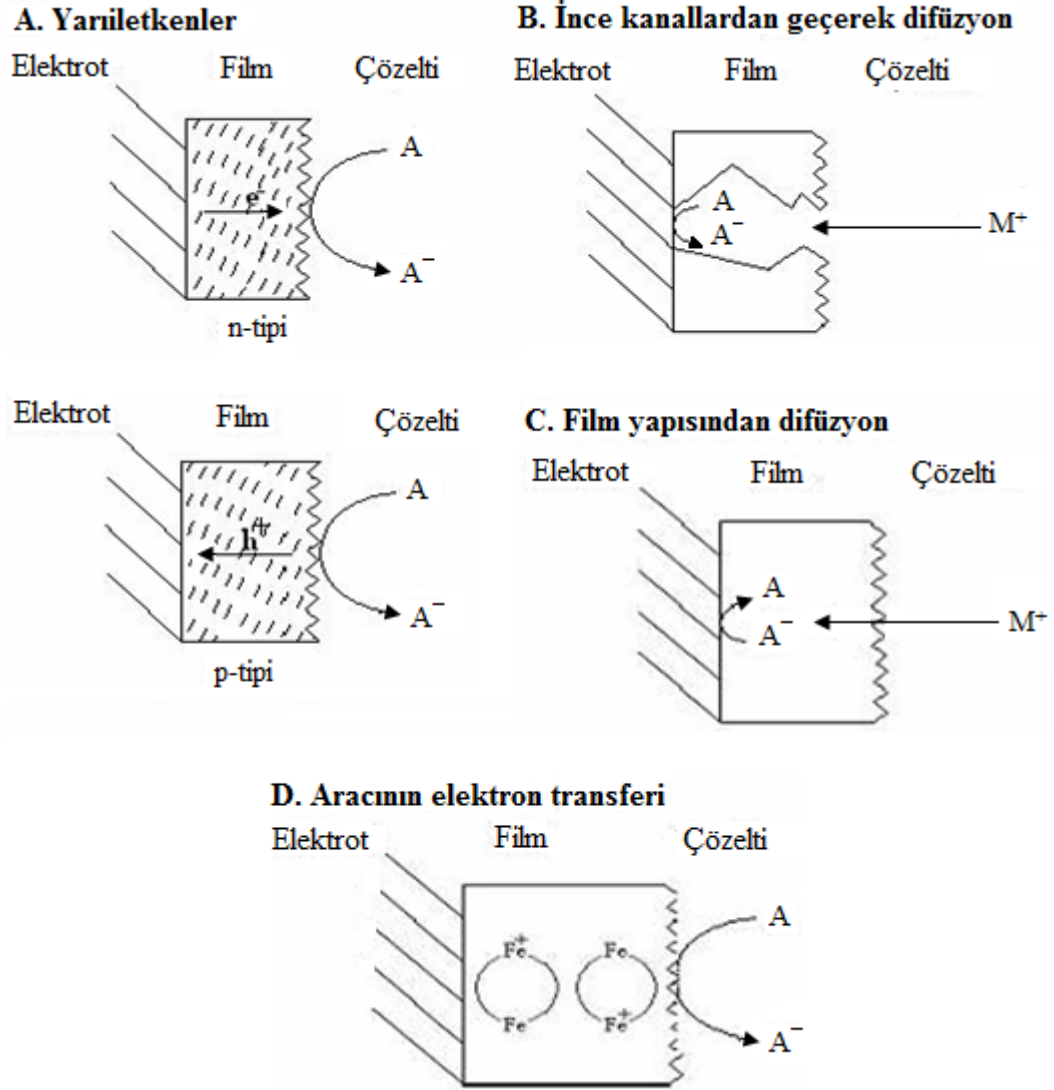 A. Yarıiletkenler
Elektrot Film Çözelti
A
e⁻
A⁻
n-tipi
Elektrot Film Çözelti
A
A⁻
p-tipi
B. İnce kanallardan geçerek difüzyon
Elektrot Film Çözelti
A
A⁻
M⁺
C. Film yapısından difüzyon
Elektrot Film Çözelti
A
A⁻
M⁺
D. Aracının elektron transferi
Elektrot Film Çözelti
A
Fe⁺ Fe
Fe Fe⁺
A⁻